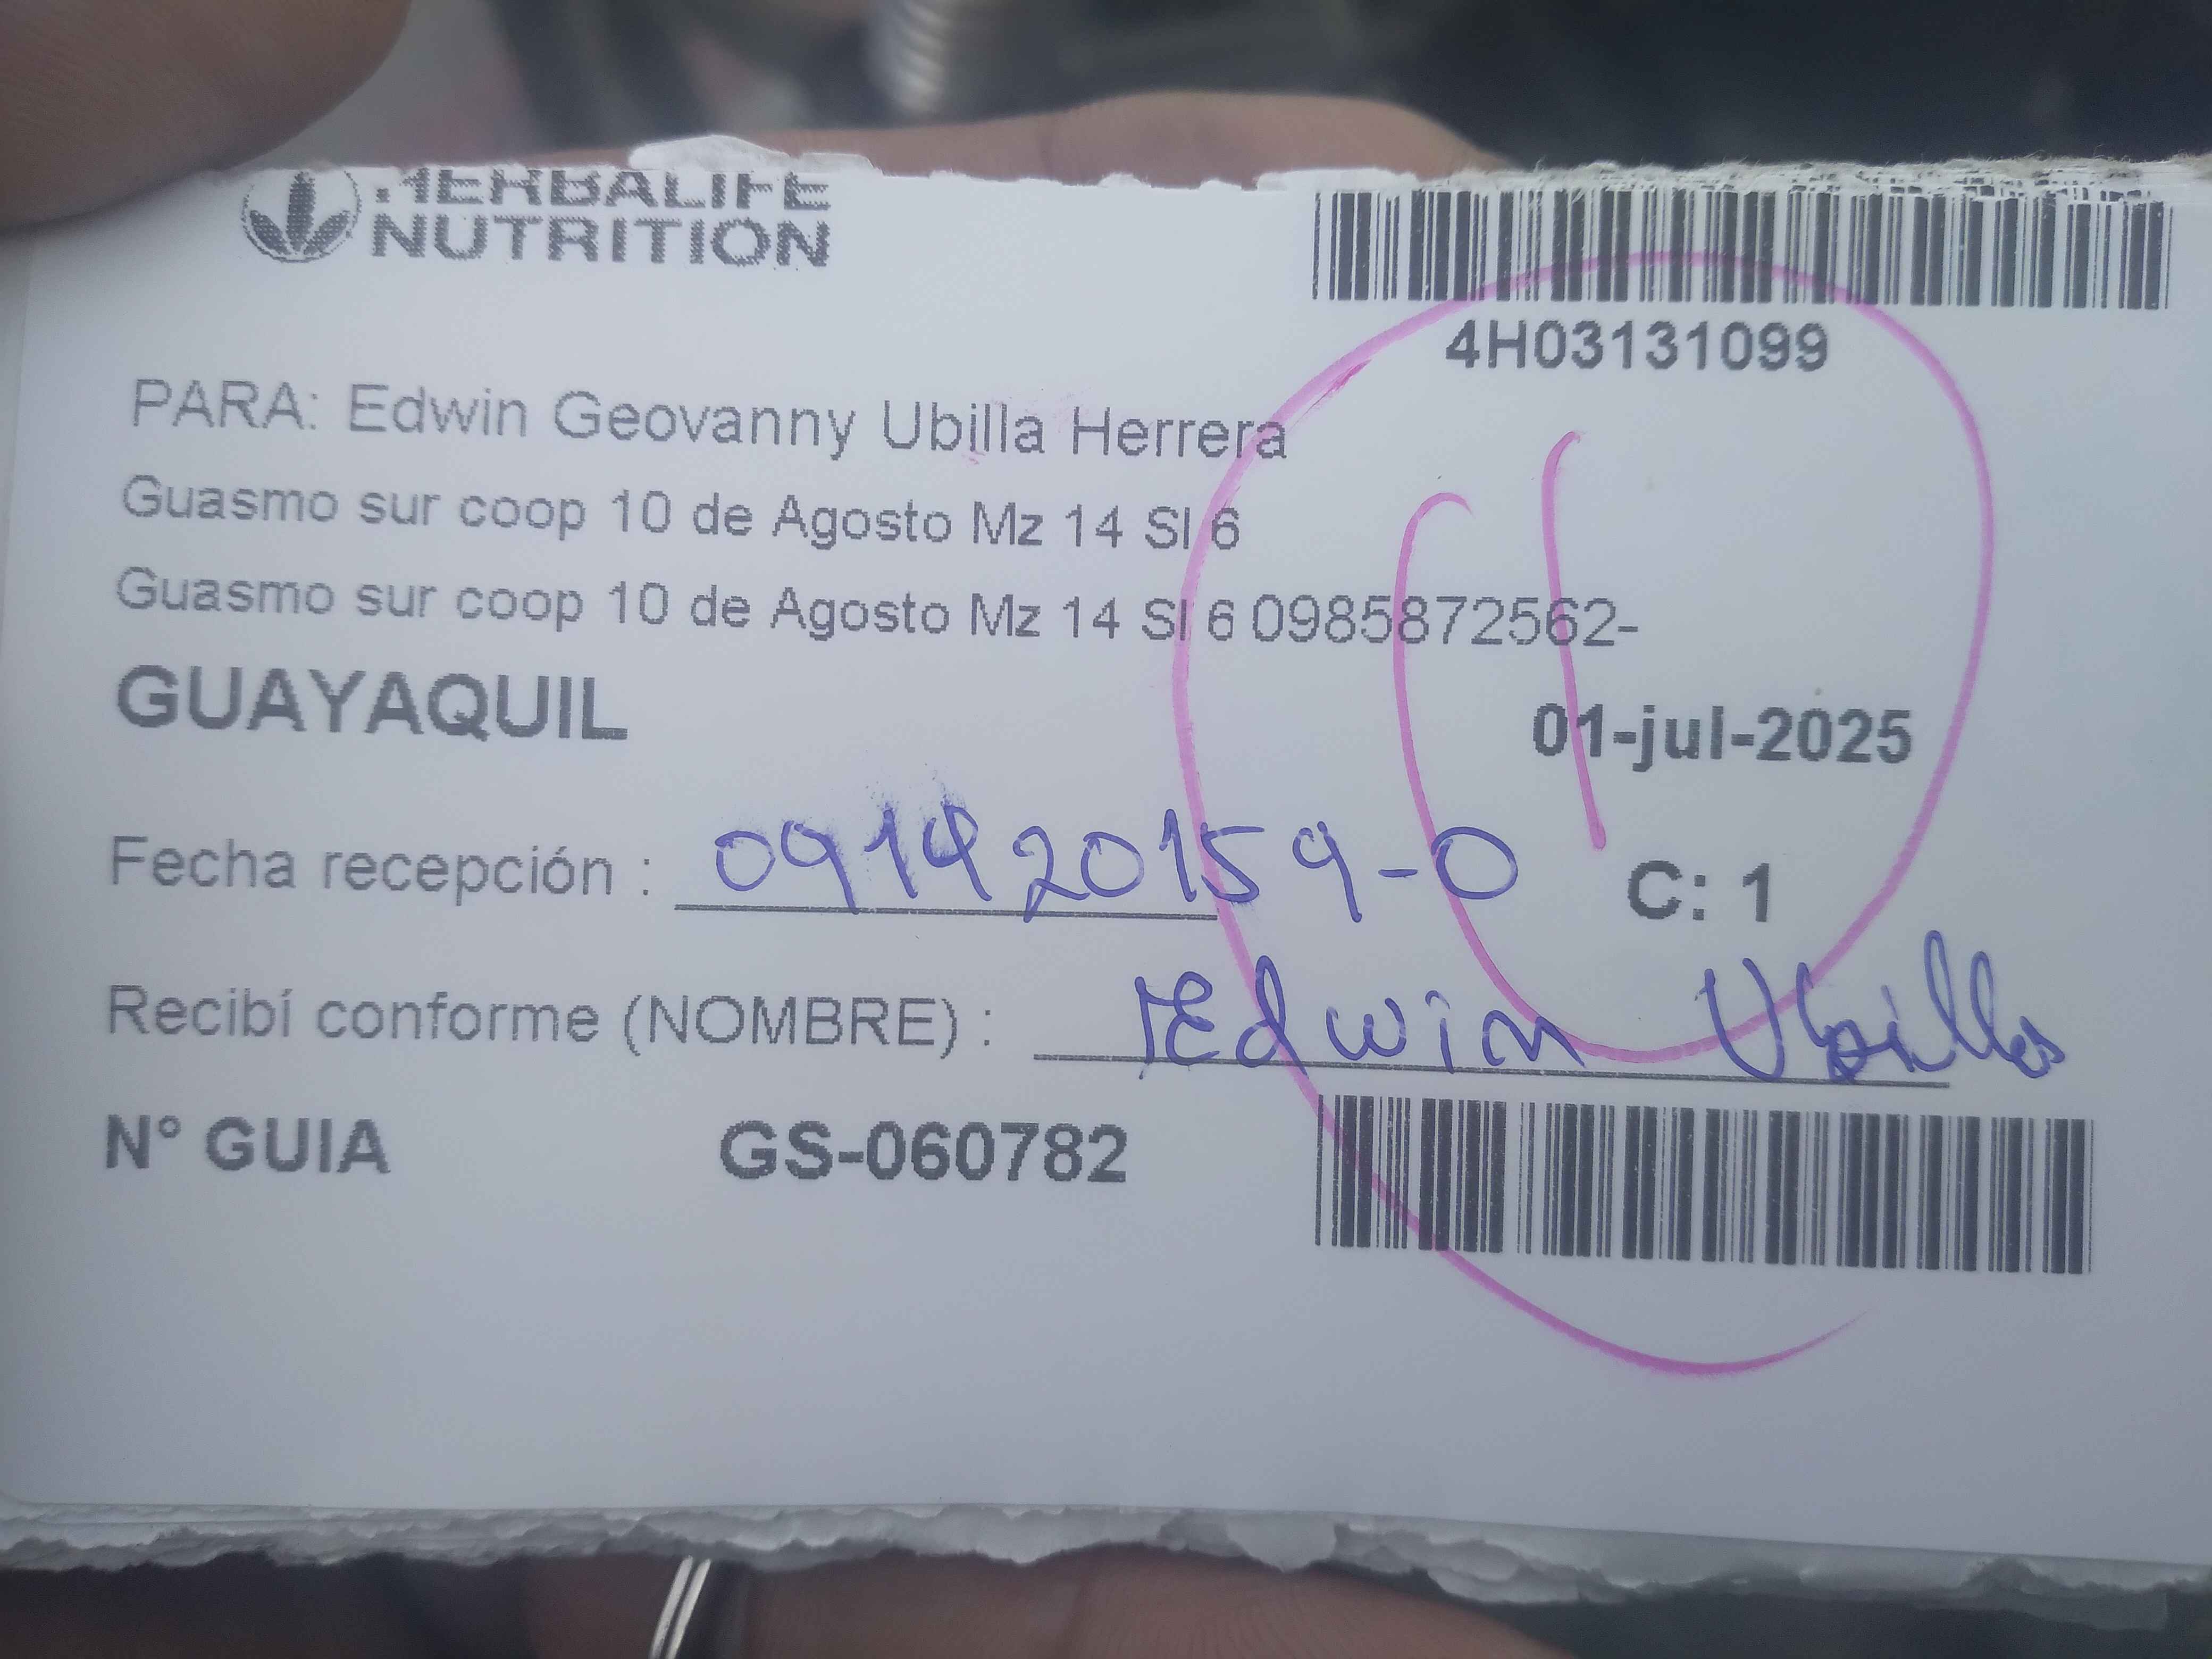 HERBALIFE
NUTRITION
4H03131099
PARA: Edwin Geovanny Ubilla Herrera
Guasmo sur coop 10 de Agosto Mz 14 Sl 6
Guasmo sur coop 10 de Agosto Mz 14 Sl 6 0985872562-
GUAYAQUIL
01-jul-2025
Fecha recepción : 091920159-0
C: 1
Recibí conforme (NOMBRE) : Edwin Ubilla
N° GUIA GS-060782